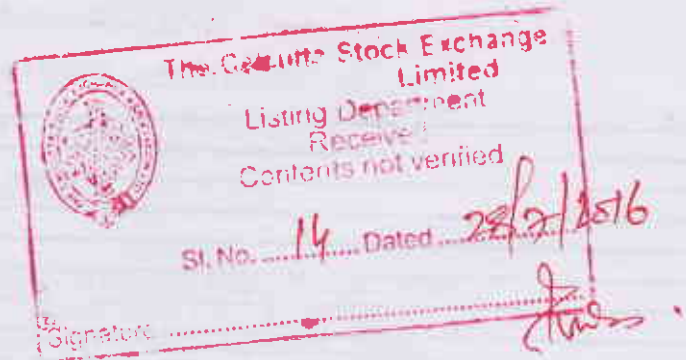 The Calcutta Stock Exchange
Limited
Listing Department
Received
Contents not verified
Sl. No. 14 Dated 28/7/2016
Signature